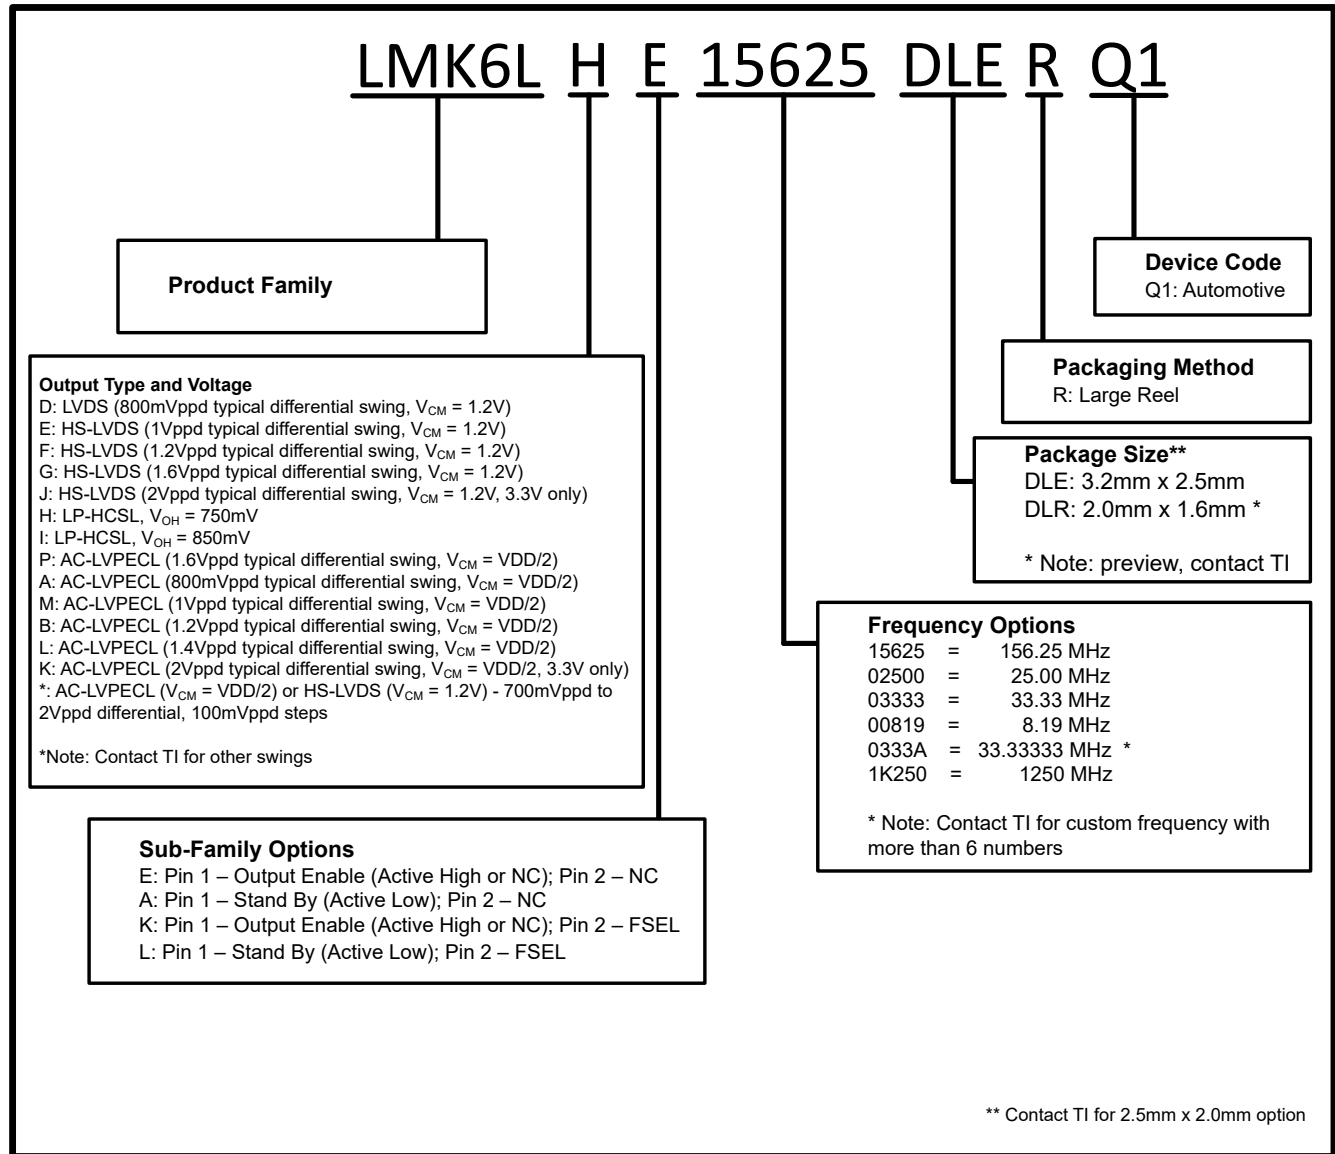 LMK6L H E 15625 DLE R Q1
Product Family
Device Code
Q1: Automotive
Output Type and Voltage
D: LVDS (800mVppd typical differential swing, VCM = 1.2V)
E: HS-LVDS (1Vppd typical differential swing, VCM = 1.2V)
F: HS-LVDS (1.2Vppd typical differential swing, VCM = 1.2V)
G: HS-LVDS (1.6Vppd typical differential swing, VCM = 1.2V)
J: HS-LVDS (2Vppd typical differential swing, VCM = 1.2V, 3.3V only)
H: LP-HCSL, VOH = 750mV
I: LP-HCSL, VOH = 850mV
P: AC-LVPECL (1.6Vppd typical differential swing, VCM = VDD/2)
A: AC-LVPECL (800mVppd typical differential swing, VCM = VDD/2)
M: AC-LVPECL (1Vppd typical differential swing, VCM = VDD/2)
B: AC-LVPECL (1.2Vppd typical differential swing, VCM = VDD/2)
L: AC-LVPECL (1.4Vppd typical differential swing, VCM = VDD/2)
K: AC-LVPECL (2Vppd typical differential swing, VCM = VDD/2, 3.3V only)
*: AC-LVPECL (VCM = VDD/2) or HS-LVDS (VCM = 1.2V) - 700mVppd to
2Vppd differential, 100mVppd steps
*Note: Contact TI for other swings
Packaging Method
R: Large Reel
Package Size**
DLE: 3.2mm x 2.5mm
DLR: 2.0mm x 1.6mm *
* Note: preview, contact TI
Frequency Options
15625 = 156.25 MHz
02500 = 25.00 MHz
03333 = 33.33 MHz
00819 = 8.19 MHz
0333A = 33.33333 MHz *
1K250 = 1250 MHz
* Note: Contact TI for custom frequency with
more than 6 numbers
Sub-Family Options
E: Pin 1 – Output Enable (Active High or NC); Pin 2 – NC
A: Pin 1 – Stand By (Active Low); Pin 2 – NC
K: Pin 1 – Output Enable (Active High or NC); Pin 2 – FSEL
L: Pin 1 – Stand By (Active Low); Pin 2 – FSEL
** Contact TI for 2.5mm x 2.0mm option